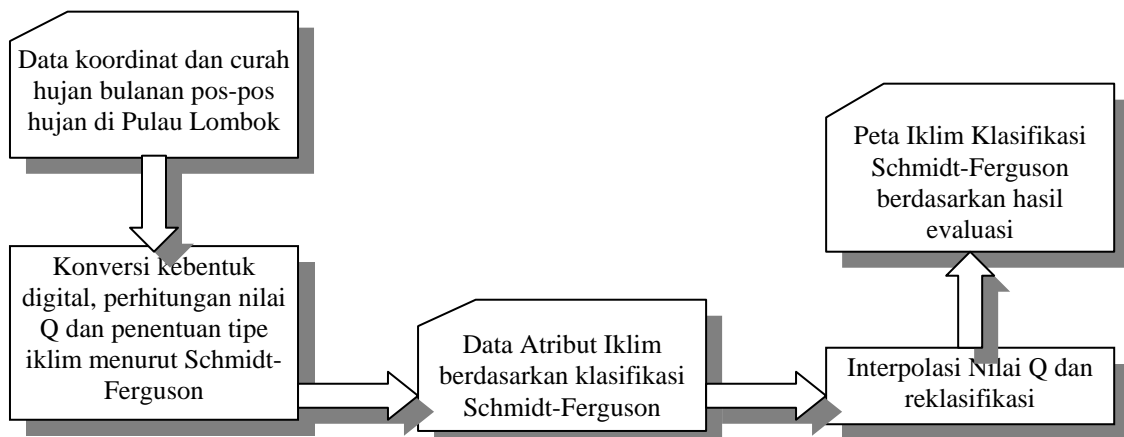 Data koordinat dan curah
hujan bulanan pos-pos
hujan di Pulau Lombok
Konversi kebentuk
digital, perhitungan nilai
Q dan penentuan tipe
iklim menurut Schmidt-
Ferguson
Data Atribut Iklim
berdasarkan klasifikasi
Schmidt-Ferguson
Interpolasi Nilai Q dan
reklasifikasi
Peta Iklim Klasifikasi
Schmidt-Ferguson
berdasarkan hasil
evaluasi